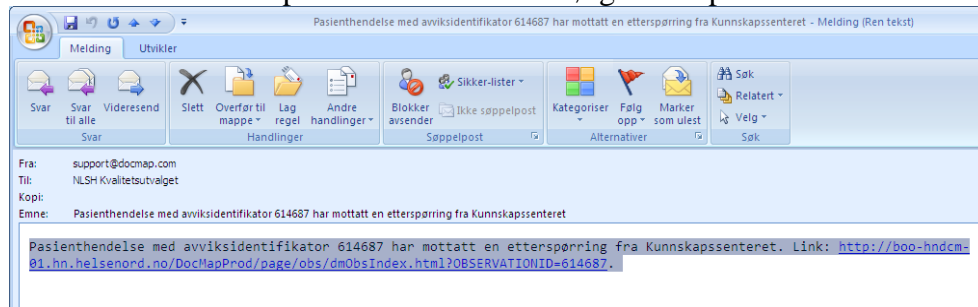 Pasienthendelse med avviksidentifikator 614687 har mottatt en etterspørring fra Kunnskapssenteret - Melding (Ren tekst)
Melding Utvikler
Svar Svar til alle Videresend
Svar
Slett Overfør til mappe Lag regel Andre handlinger
Handlinger
Blokker avsender Sikker-lister Ikke søppelpost
Søppelpost
Kategoriser Følg opp Marker som ulest
Alternativer
Søk
Relatert
Velg
Søk
Fra: support@docmap.com
Til: NLSH Kvalitetsutvalget
Kopi:
Emne: Pasienthendelse med avviksidentifikator 614687 har mottatt en etterspørring fra Kunnskapssenteret
Pasienthendelse med avviksidentifikator 614687 har mottatt en etterspørring fra Kunnskapssenteret. Link: http://boo-hndcm-
01.hn.helsenord.no/DocMapProd/page/obs/dmObsIndex.html?OBSERVATIONID=614687.